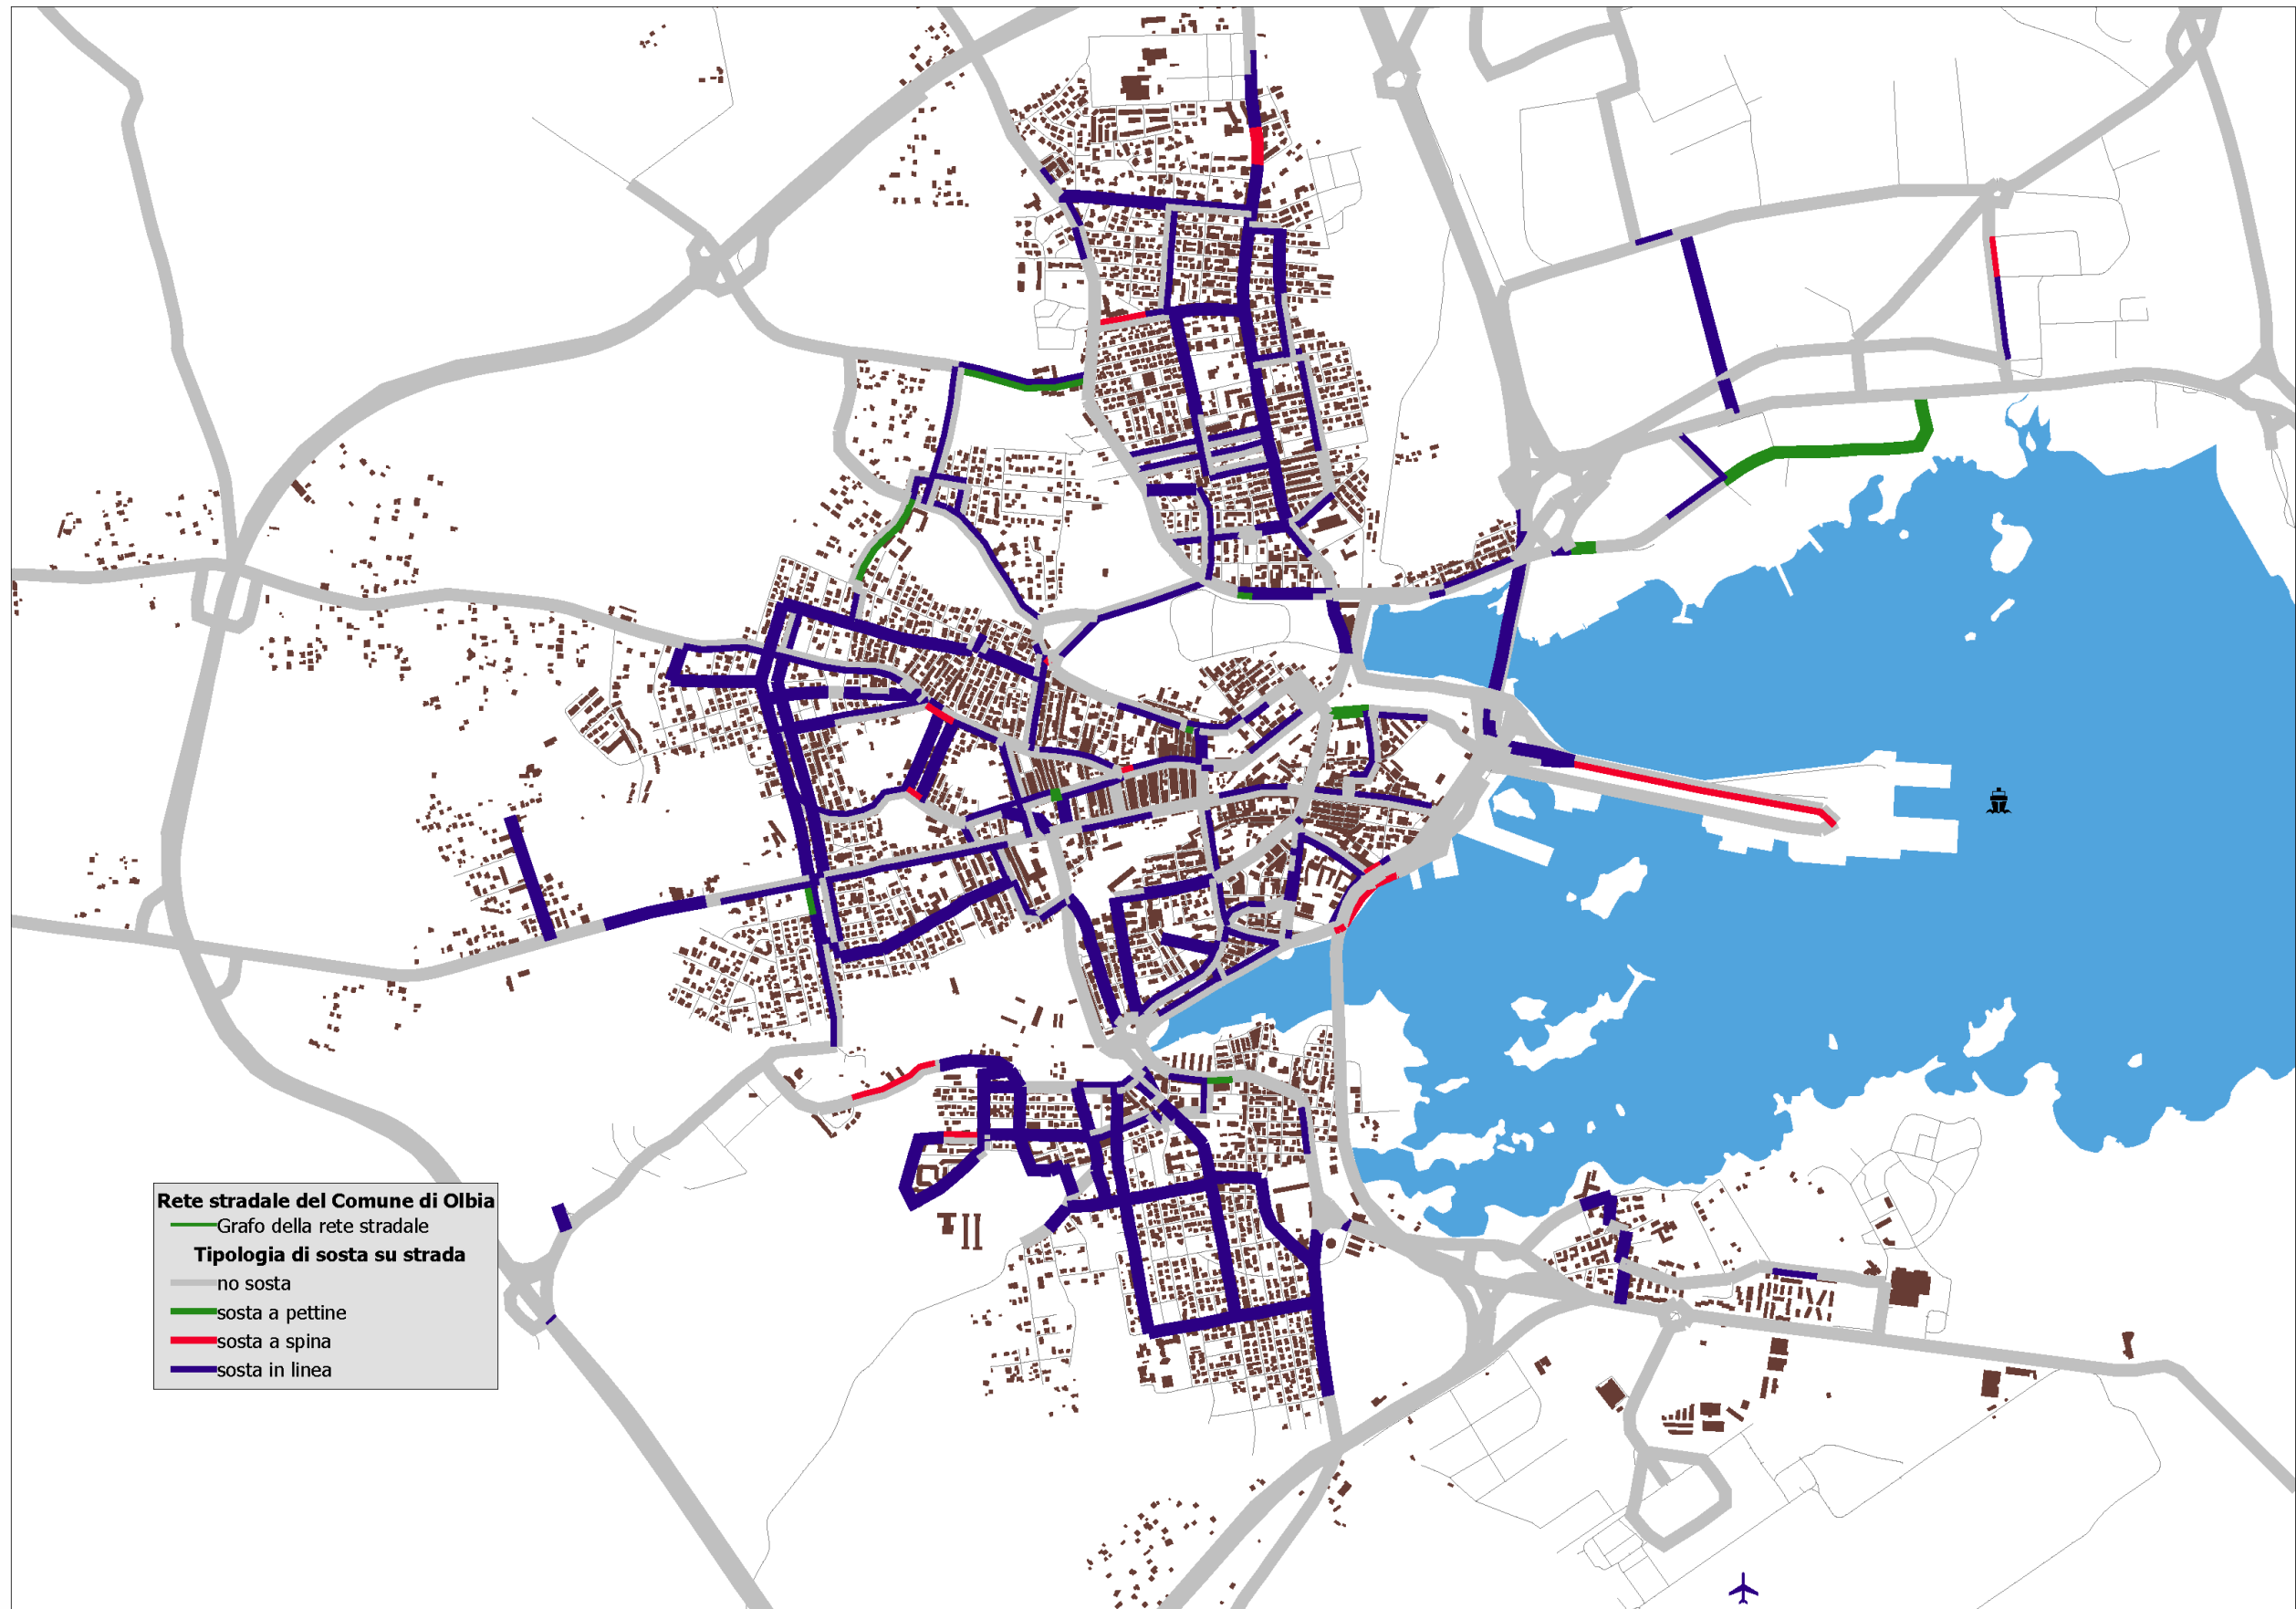 Rete stradale del Comune di Olbia
Grafo della rete stradale
Tipologia di sosta su strada
no sosta
sosta a pettine
sosta a spina
sosta in linea